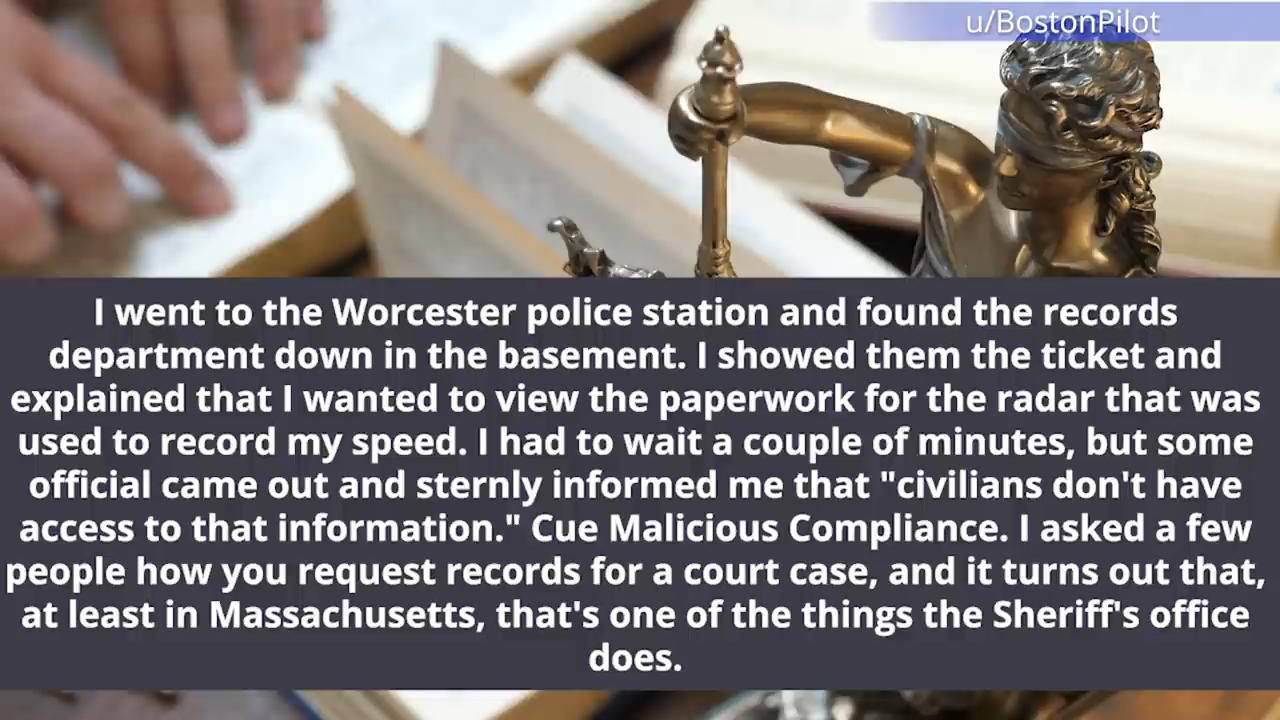 u/BostonPilot
I went to the Worcester police station and found the records
department down in the basement. I showed them the ticket and
explained that I wanted to view the paperwork for the radar that was
used to record my speed. I had to wait a couple of minutes, but some
official came out and sternly informed me that "civilians don't have
access to that information." Cue Malicious Compliance. I asked a few
people how you request records for a court case, and it turns out that,
at least in Massachusetts, that's one of the things the Sheriff's office
does.